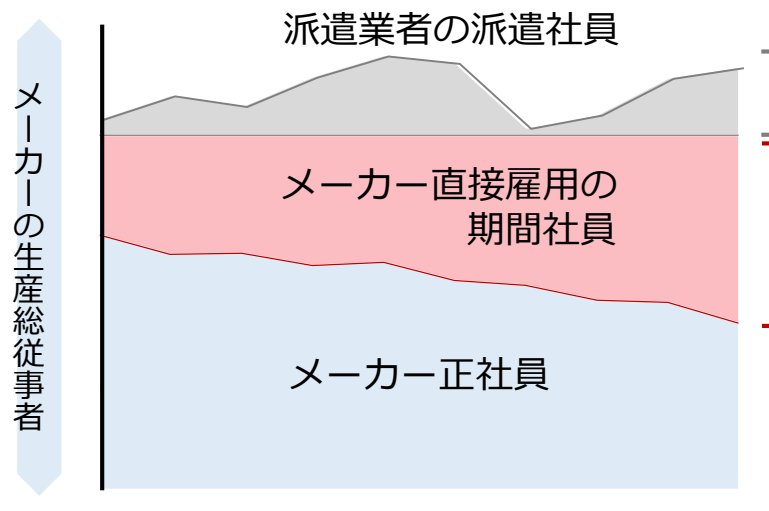 派遣業者の派遣社員
メーカーの生産総従事者
メーカー直接雇用の
期間社員
メーカー正社員